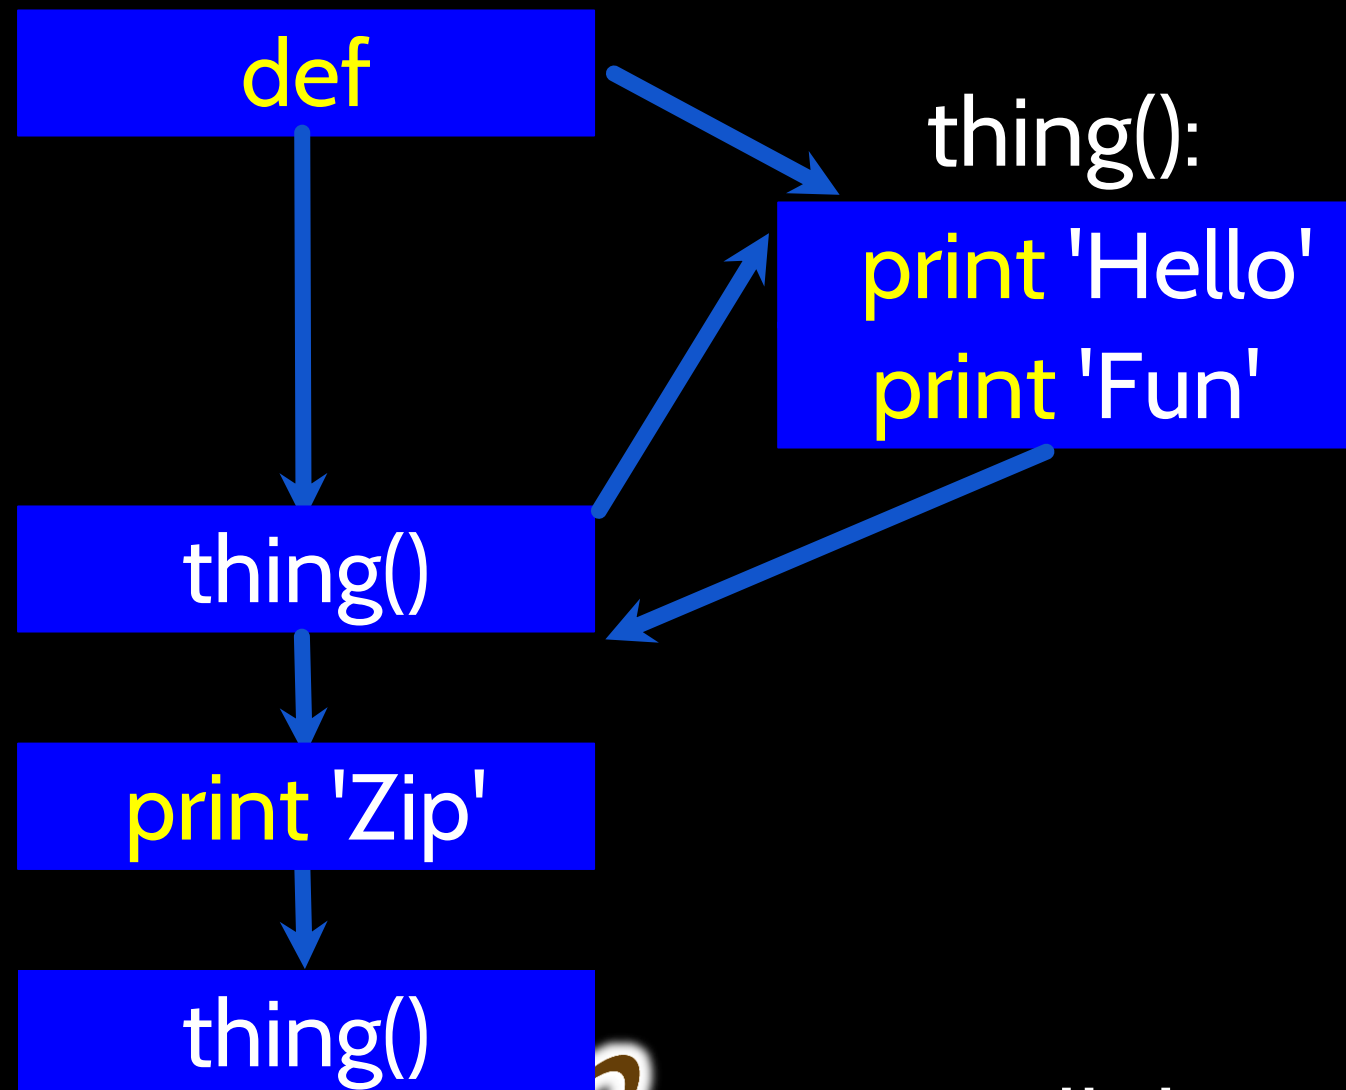 def
thing():
print 'Hello'
print 'Fun'
thing()
print 'Zip'
thing()